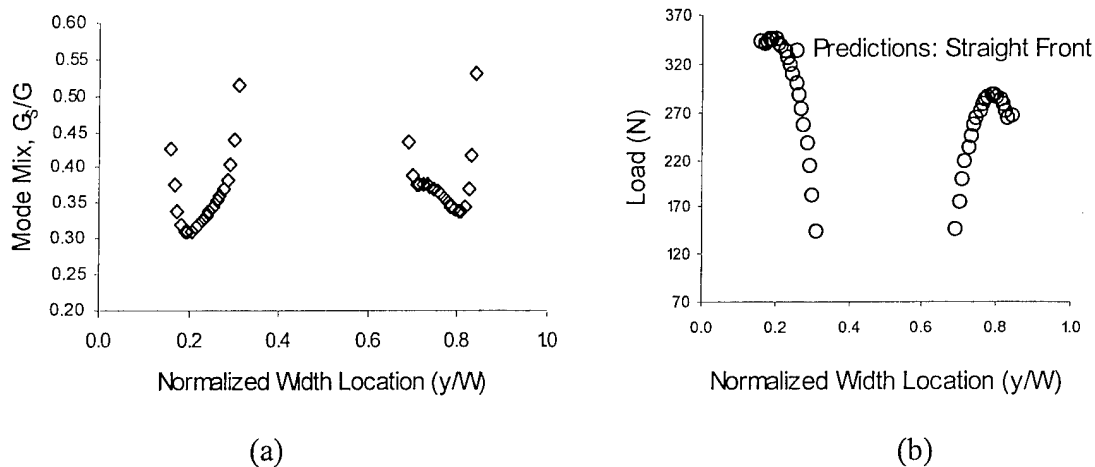 0.60
0.55
0.50
0.45
0.40
0.35
0.30
0.25
0.20
Mode Mix, GS/G
0.0 0.2 0.4 0.6 0.8 1.0
Normalized Width Location (y/W)
(a)
370
320
270
220
170
120
70
Load (N)
Predictions: Straight Front
0.0 0.2 0.4 0.6 0.8 1.0
Normalized Width Location (y/W)
(b)